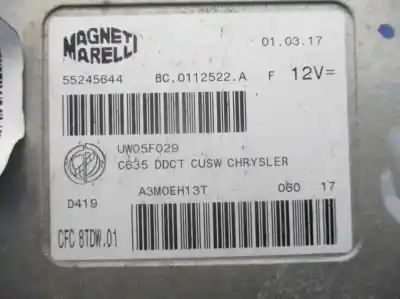 MAGNETI
MARELLI
01.03.17
55245644 BC.0112522.A F 12V=
UW05F029
C635 DDCT CUSW CHRYSLER
A3M0EH13T 060 17
D419
CFC 8TDW.01